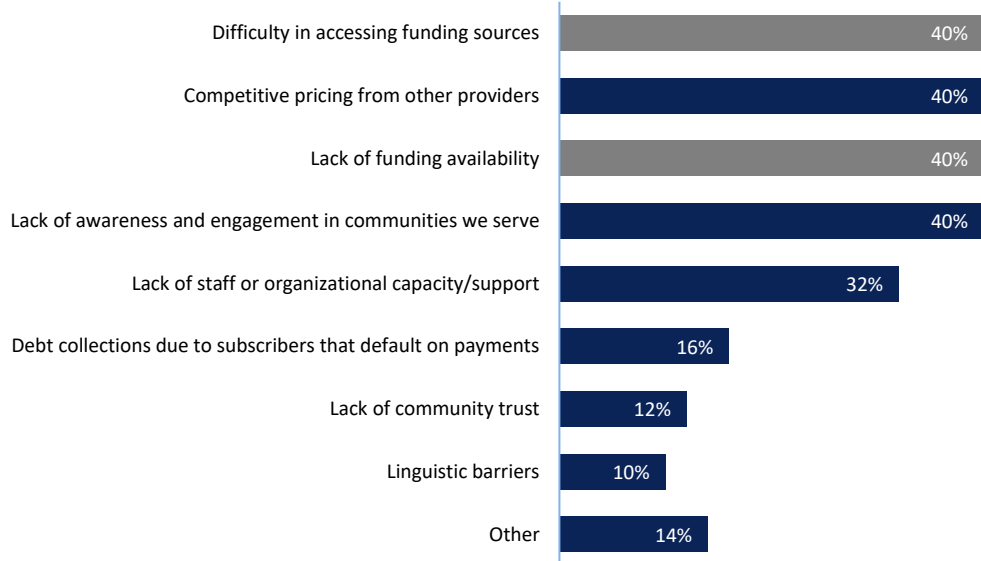 Difficulty in accessing funding sources 40%
Competitive pricing from other providers 40%
Lack of funding availability 40%
Lack of awareness and engagement in communities we serve 40%
Lack of staff or organizational capacity/support 32%
Debt collections due to subscribers that default on payments 16%
Lack of community trust 12%
Linguistic barriers 10%
Other 14%